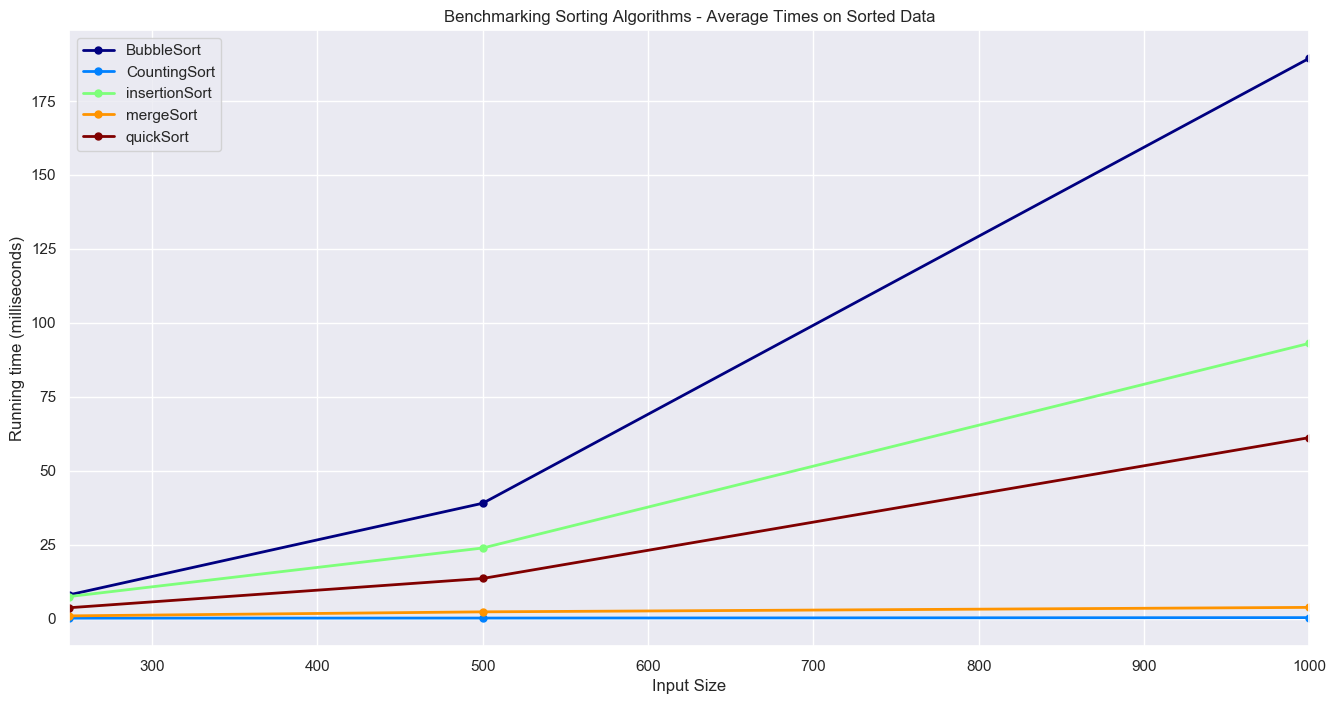 Benchmarking Sorting Algorithms - Average Times on Sorted Data
BubbleSort
CountingSort
insertionSort
mergeSort
quickSort
Running time (milliseconds)
175
150
125
100
75
50
25
0
300 400 500 600 700 800 900 1000
Input Size